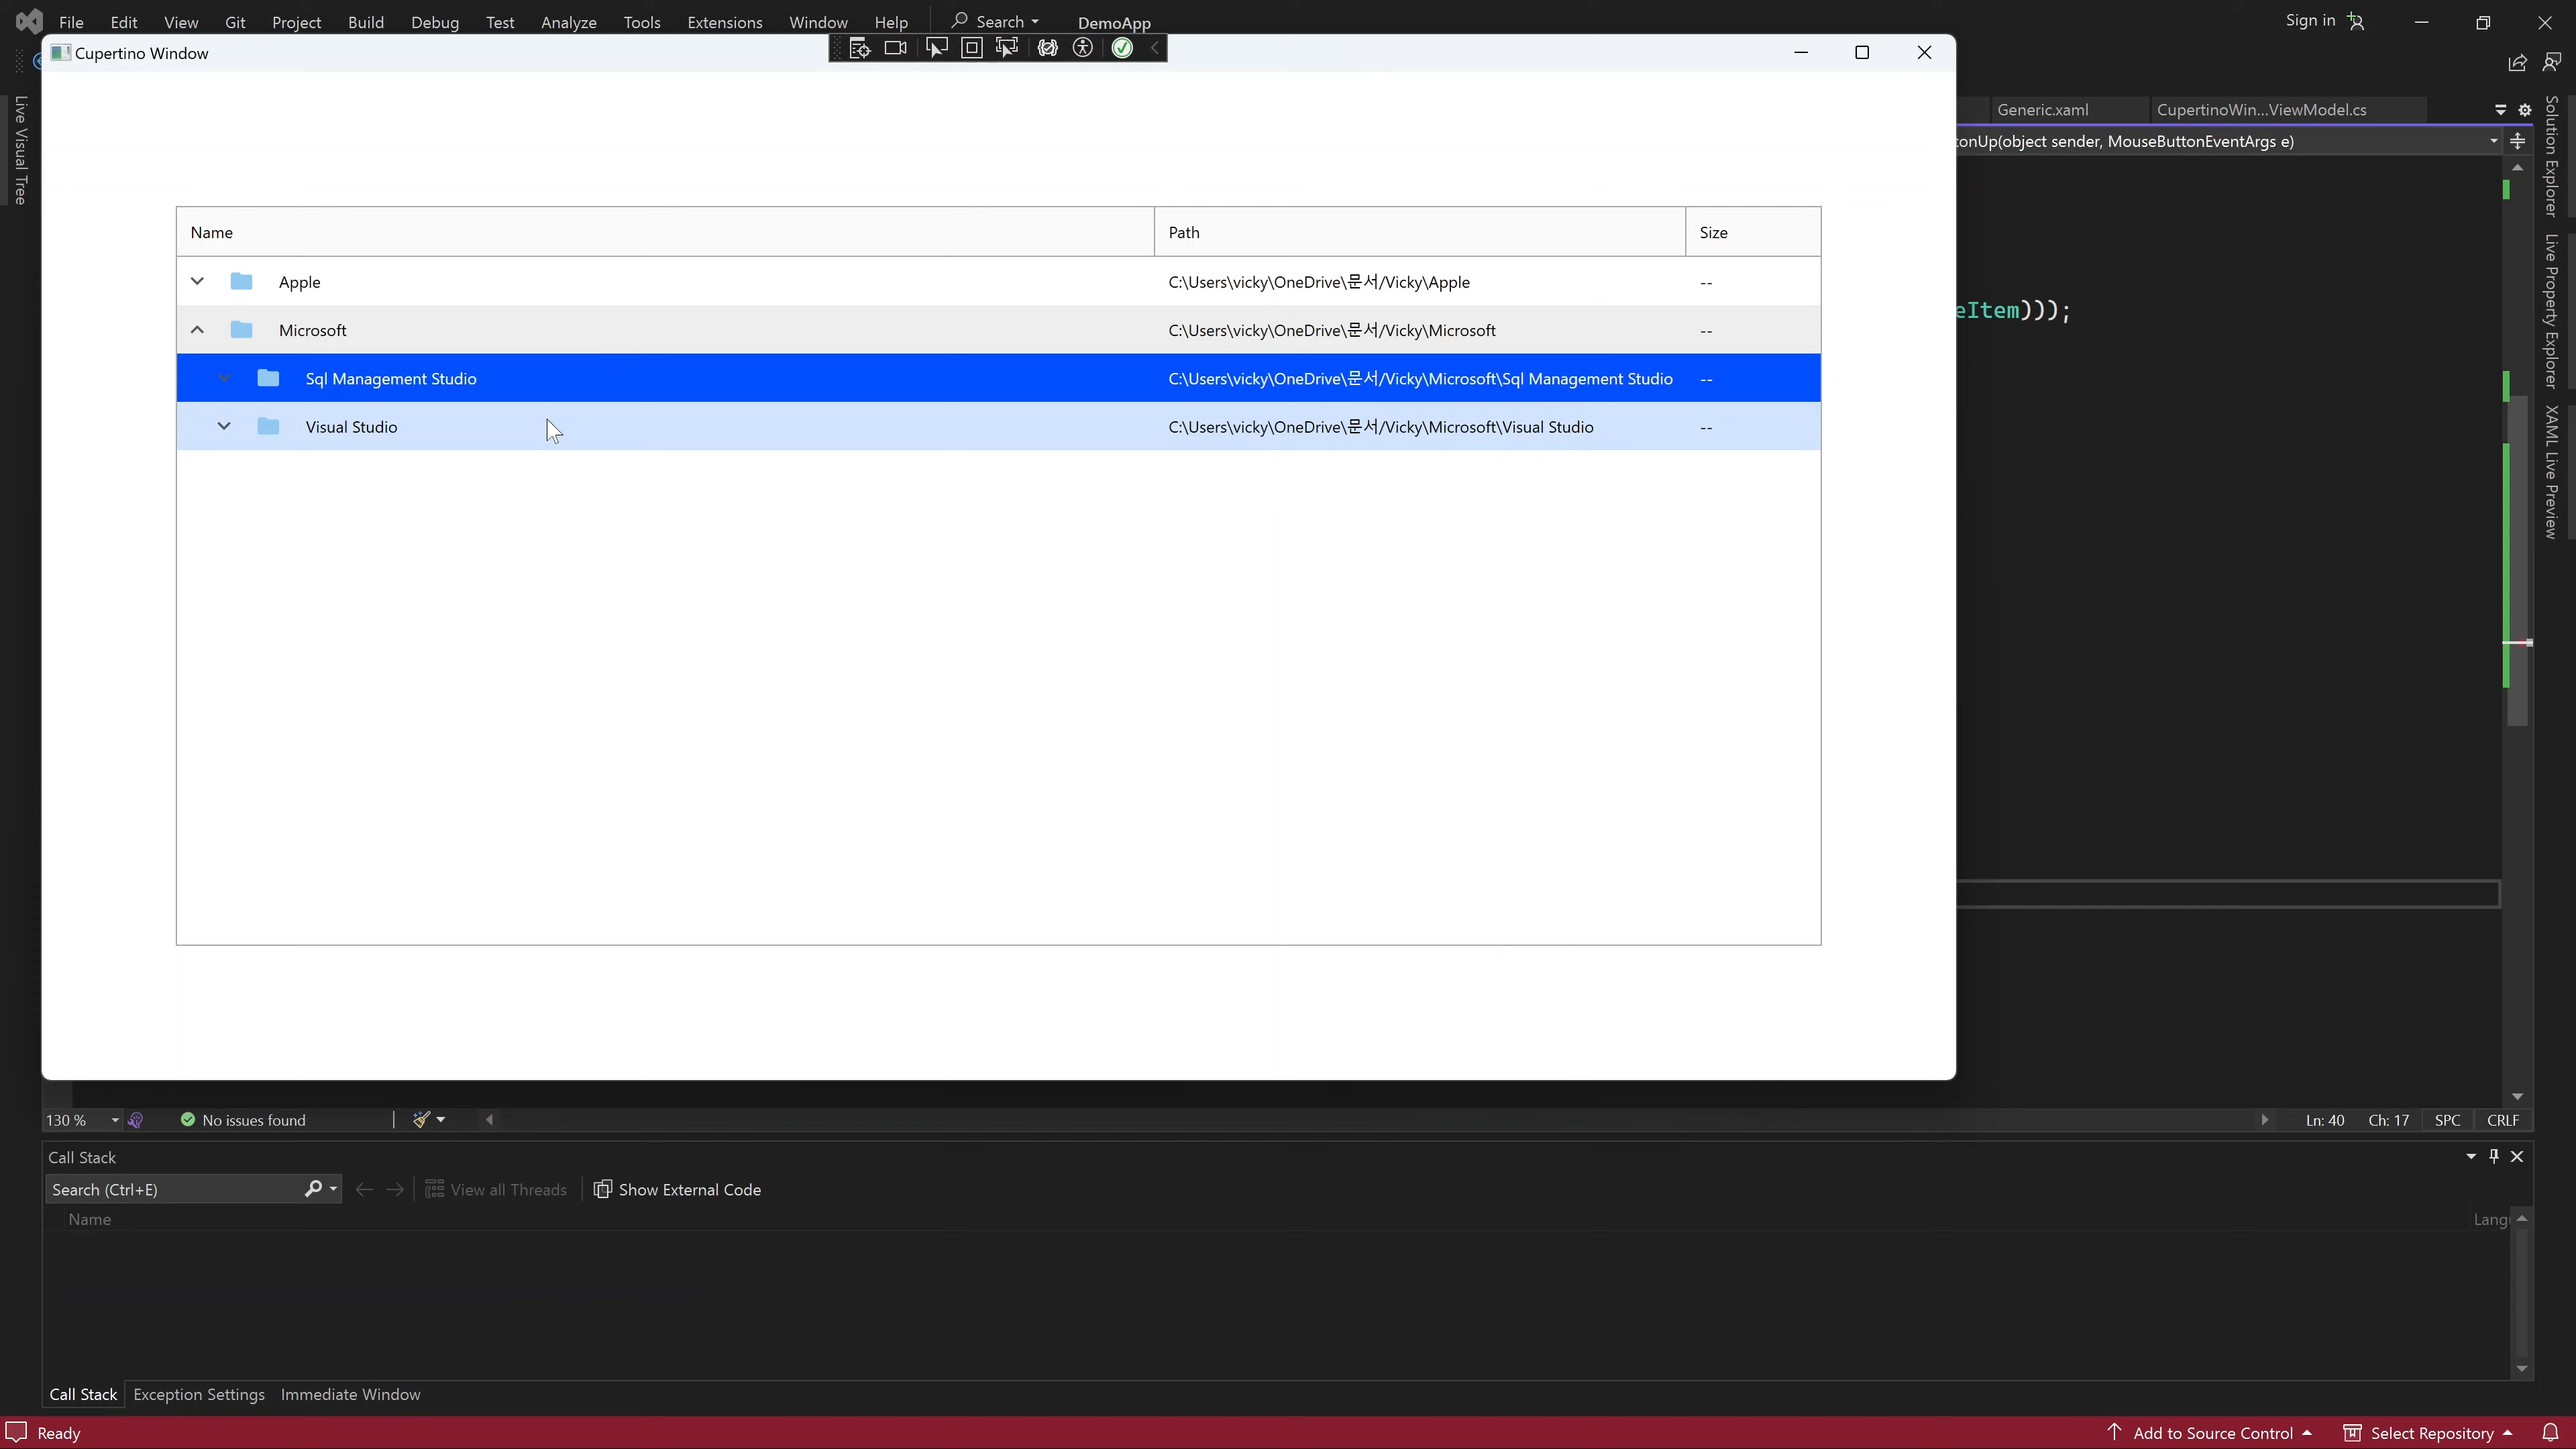 File Edit View Git Project Build Debug Test Analyze Tools Extensions Window Help Search DemoApp Sign in
Cupertino Window
Generic.xaml CupertinoWin...ViewModel.cs
onUp(object sender, MouseButtonEventArgs e)
Live Visual Tree
Solution Explorer
Live Property Explorer
XAML Live Preview
Name Path Size
Apple C:\Users\vicky\OneDrive\문서/Vicky\Apple --
eItem)));
Microsoft C:\Users\vicky\OneDrive\문서/Vicky\Microsoft --
Sql Management Studio C:\Users\vicky\OneDrive\문서/Vicky\Microsoft\Sql Management Studio --
Visual Studio C:\Users\vicky\OneDrive\문서/Vicky\Microsoft\Visual Studio --
130 % No issues found Ln: 40 Ch: 17 SPC CRLF
Call Stack
Search (Ctrl+E) View all Threads Show External Code
Name Langu
Call Stack Exception Settings Immediate Window
Ready Add to Source Control Select Repository